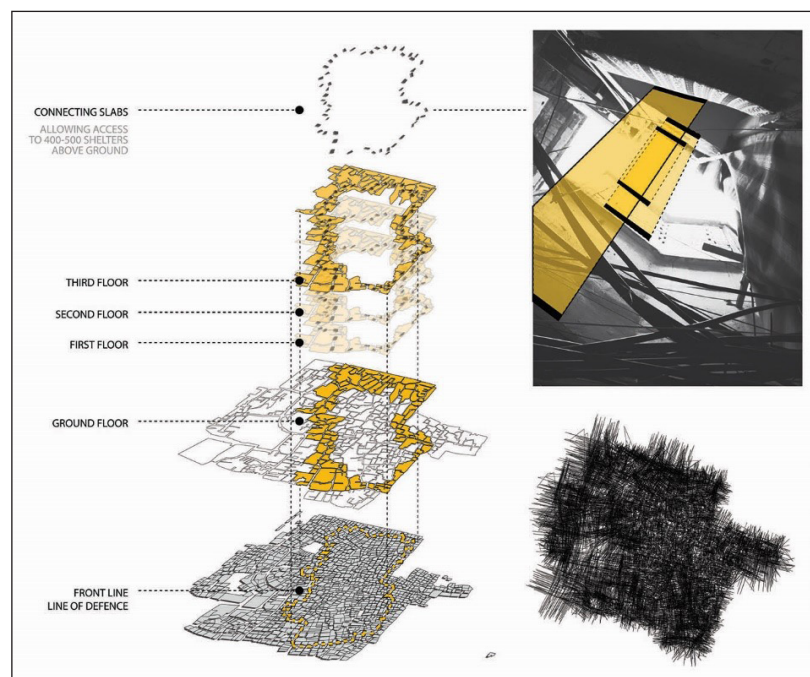 CONNECTING SLABS
ALLOWING ACCESS
TO 400-500 SHELTERS
ABOVE GROUND
THIRD FLOOR
SECOND FLOOR
FIRST FLOOR
GROUND FLOOR
FRONT LINE
LINE OF DEFENCE